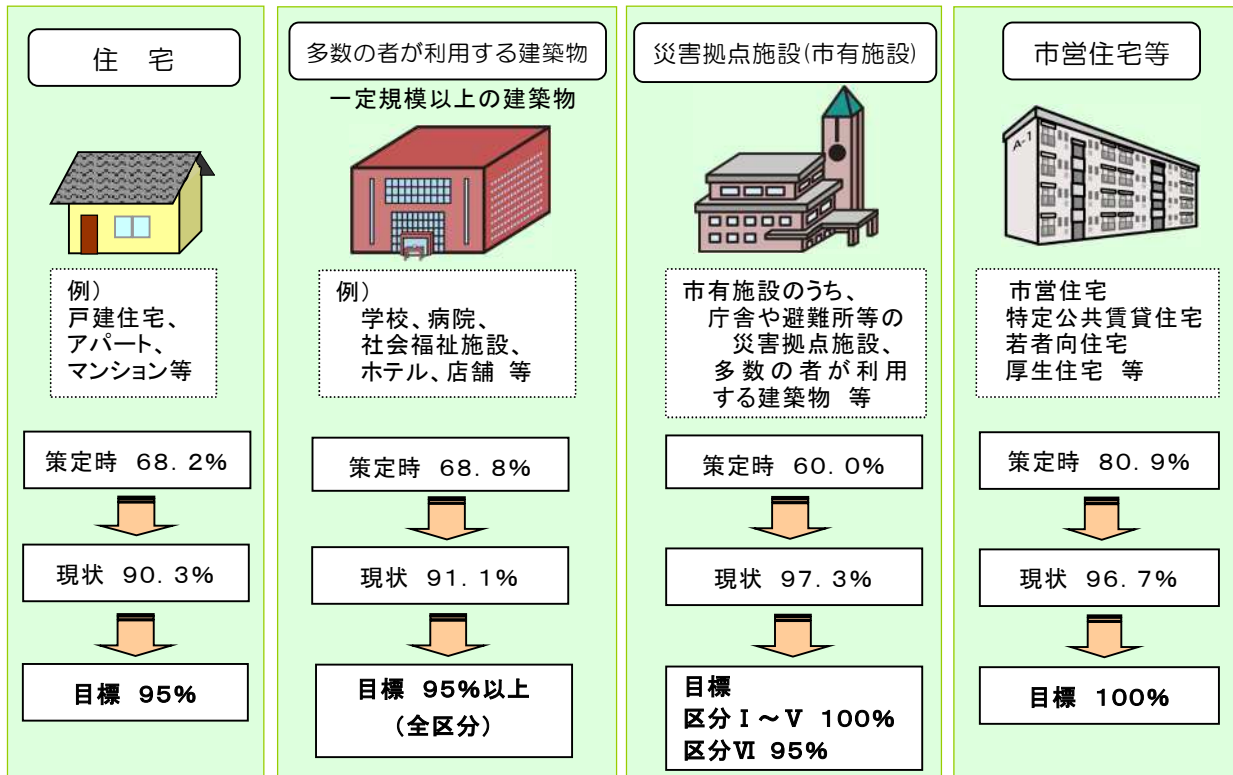 住　宅
例）
戸建住宅、
アパート、
マンション等
策定時 ６８．２％
現状 ９０．３％
目標 ９５％
多数の者が利用する建築物
一定規模以上の建築物
例）
学校、病院、
社会福祉施設、
ホテル、店舗 等
策定時 ６８．８％
現状 ９１．１％
目標 ９５％以上
（全区分）
災害拠点施設(市有施設)
市有施設のうち、
庁舎や避難所等の
災害拠点施設、
多数の者が利用
する建築物 等
策定時 ６０．０％
現状 ９７．３％
目標
区分Ⅰ～Ⅴ １００％
区分Ⅵ ９５％
市営住宅等
A-1
市営住宅
特定公共賃貸住宅
若者向住宅
厚生住宅 等
策定時 ８０．９％
現状 ９６．７％
目標 １００％